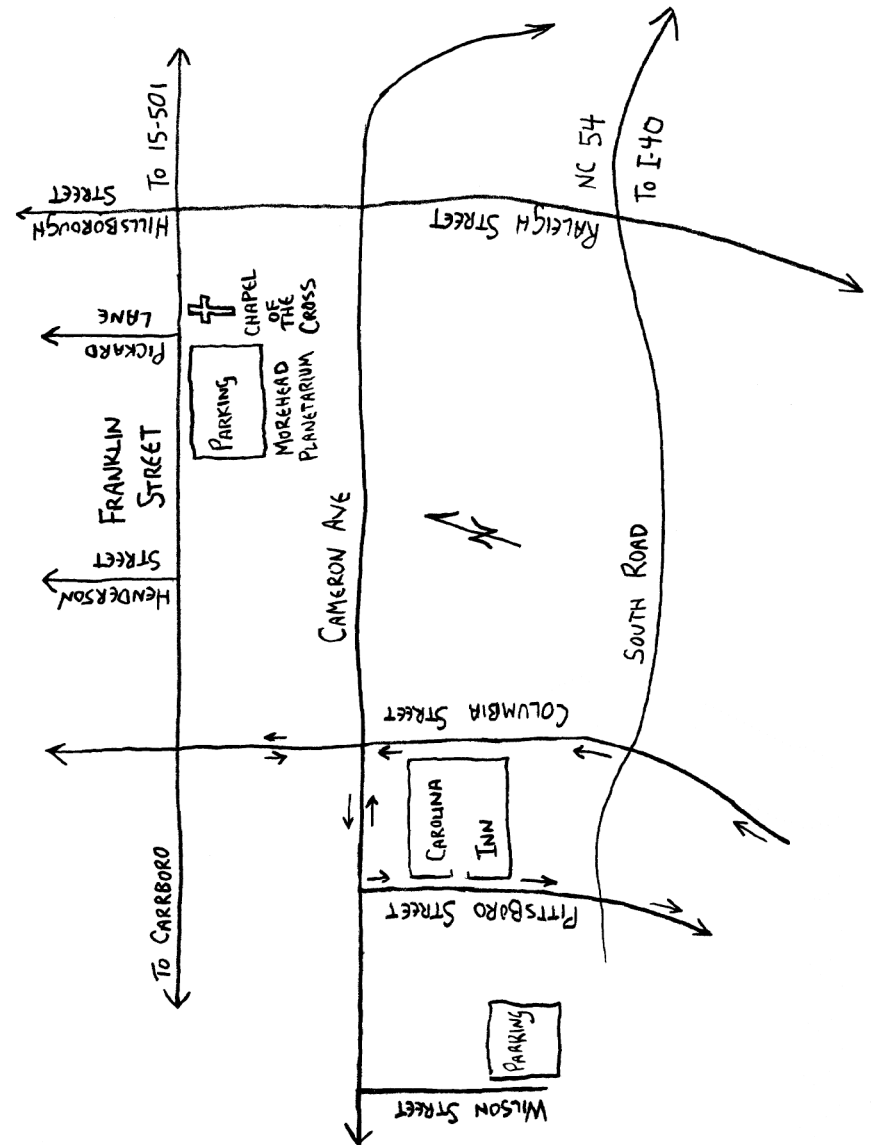 To 15-501
HILLSBOROUGH
STREET
PICKARD
LANE
CHAPEL
OF
THE
CROSS
PARKING
MOREHEAD
PLANETARIUM
FRANKLIN
STREET
HENDERSON
STREET
CAMERON AVE
N
RALEIGH STREET
NC 54
To I-40
SOUTH ROAD
COLUMBIA STREET
CAROLINA
INN
PITTSBORO STREET
To CARRBORO
PARKING
WILSON STREET